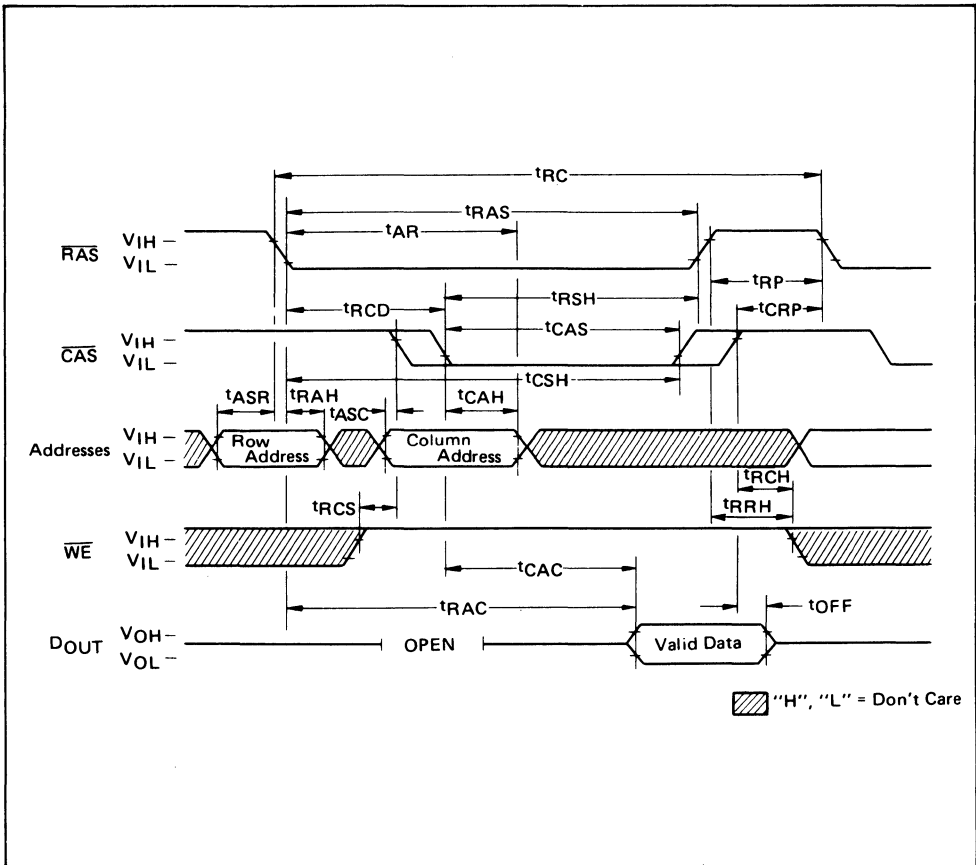 tRC
tRAS
tAR
RAS
VIH
VIL
tRP
tRCD
tRSH
tCRP
tCAS
CAS
VIH
VIL
tCSH
tASR
tRAH
tASC
tCAH
Addresses
VIH
VIL
Row
Address
Column
Address
tRCH
tRRH
tRCS
WE
VIH
VIL
tCAC
tRAC
tOFF
DOUT
VOH
VOL
OPEN
Valid Data
"H", "L" = Don't Care